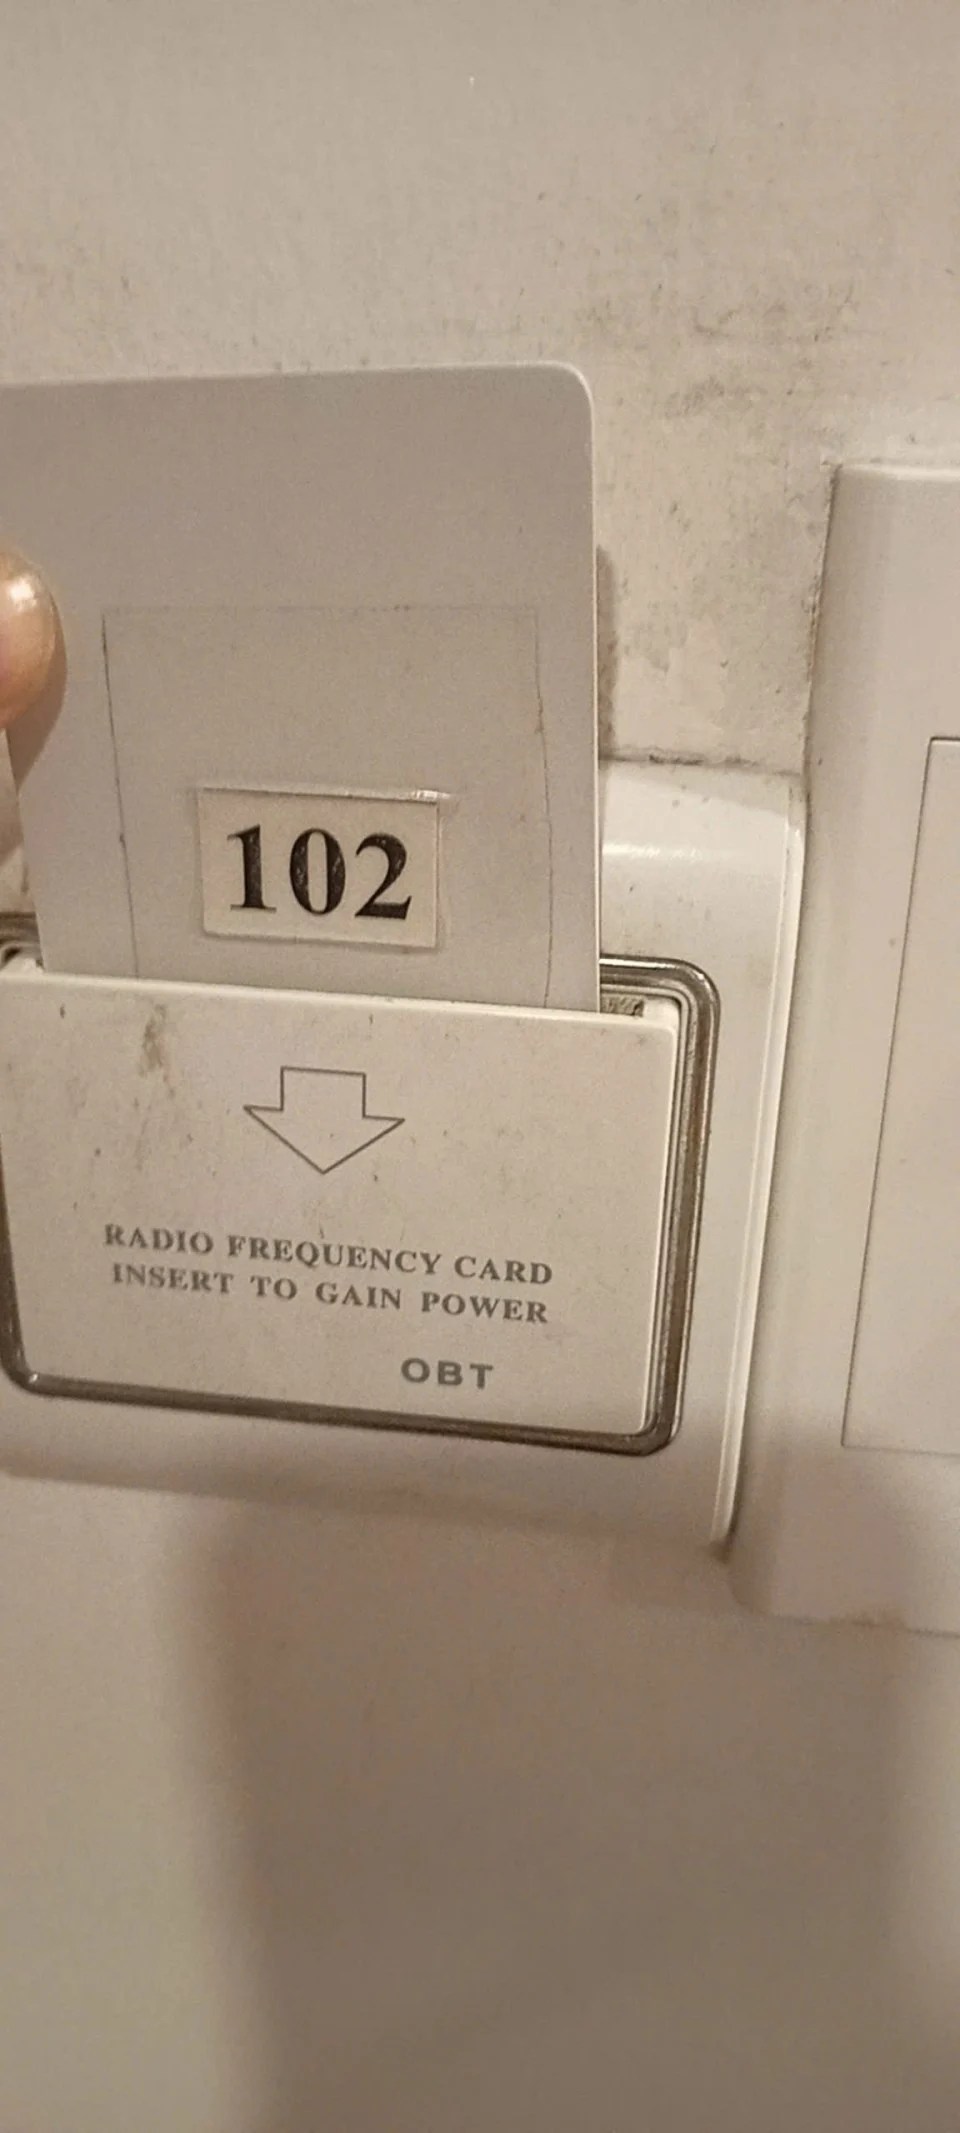 102
RADIO FREQUENCY CARD
INSERT TO GAIN POWER
OBT